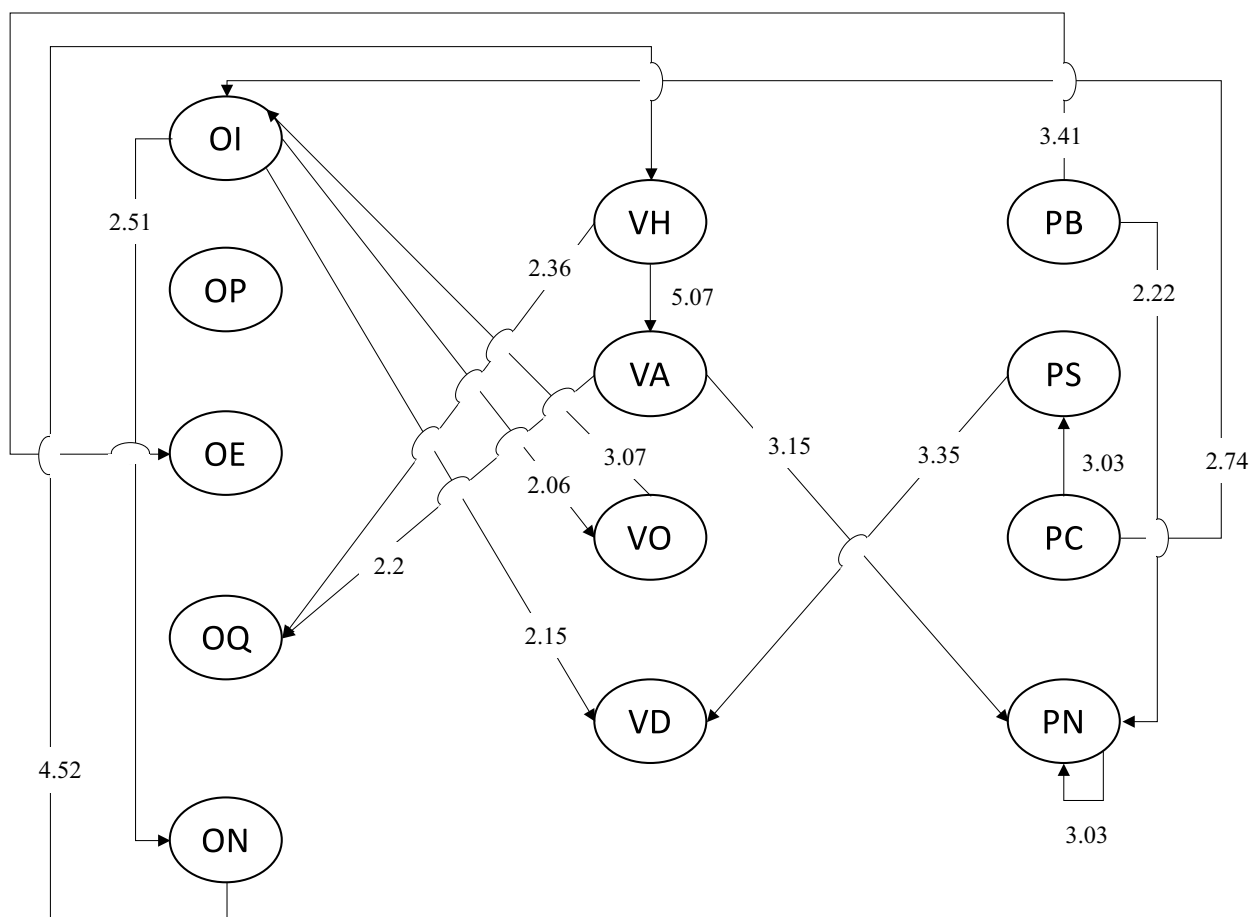 3.41
OI
2.51
VH
PB
2.36
OP
5.07
2.22
VA
PS
3.15
OE
3.07
3.35
3.03
2.74
2.06
VO
PC
2.2
OQ
2.15
VD
PN
4.52
ON
3.03